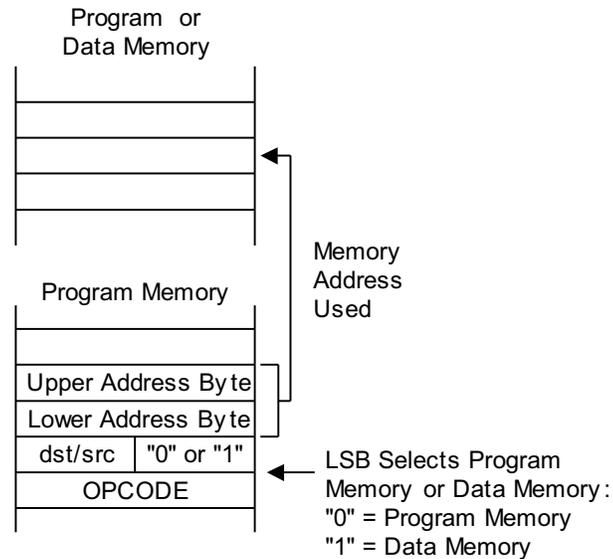 Program or
Data Memory
Memory
Address
Used
Program Memory
Upper Address Byte
Lower Address Byte
dst/src "0" or "1"
OPCODE
LSB Selects Program
Memory or Data Memory:
"0" = Program Memory
"1" = Data Memory